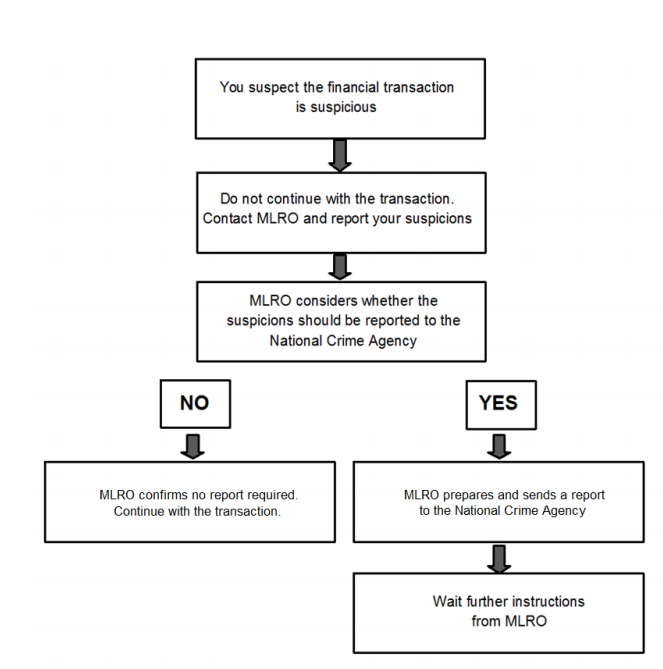 You suspect the financial transaction
is suspicious
Do not continue with the transaction.
Contact MLRO and report your suspicions
MLRO considers whether the
suspicions should be reported to the
National Crime Agency
NO
YES
MLRO confirms no report required.
Continue with the transaction.
MLRO prepares and sends a report
to the National Crime Agency
Wait further instructions
from MLRO